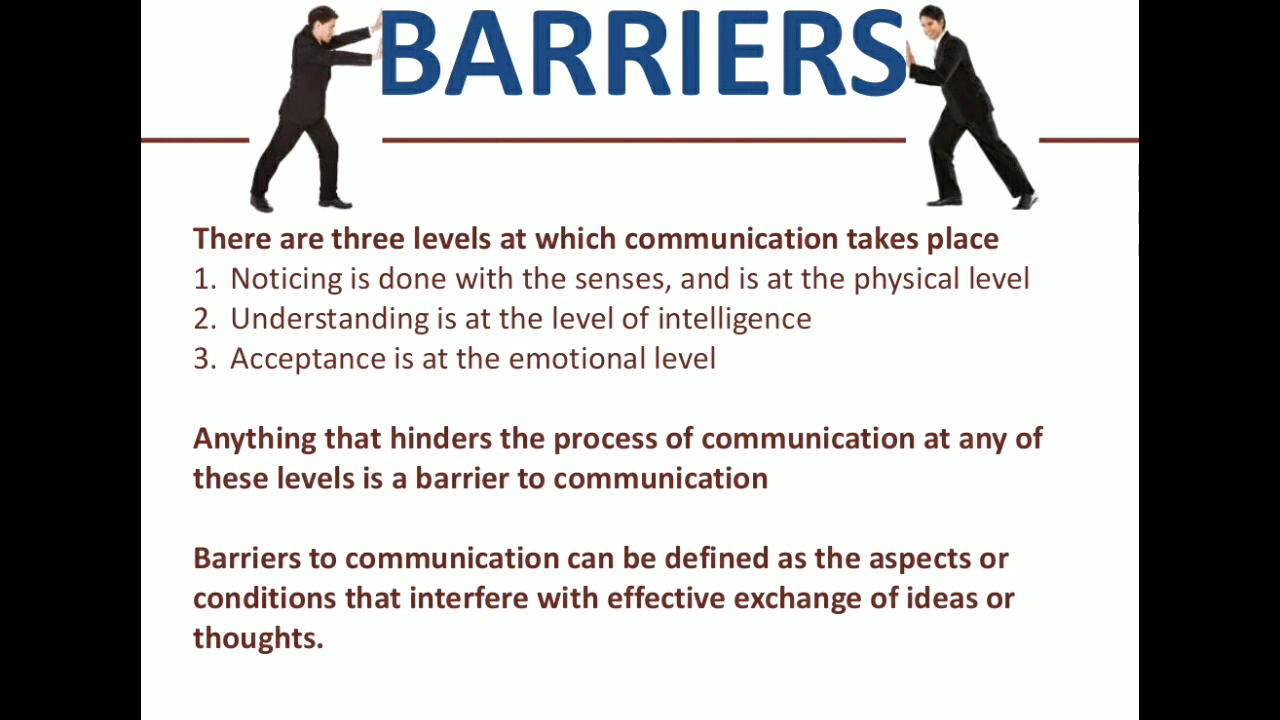 BARRIERS
There are three levels at which communication takes place
1. Noticing is done with the senses, and is at the physical level
2. Understanding is at the level of intelligence
3. Acceptance is at the emotional level
Anything that hinders the process of communication at any of
these levels is a barrier to communication
Barriers to communication can be defined as the aspects or
conditions that interfere with effective exchange of ideas or
thoughts.